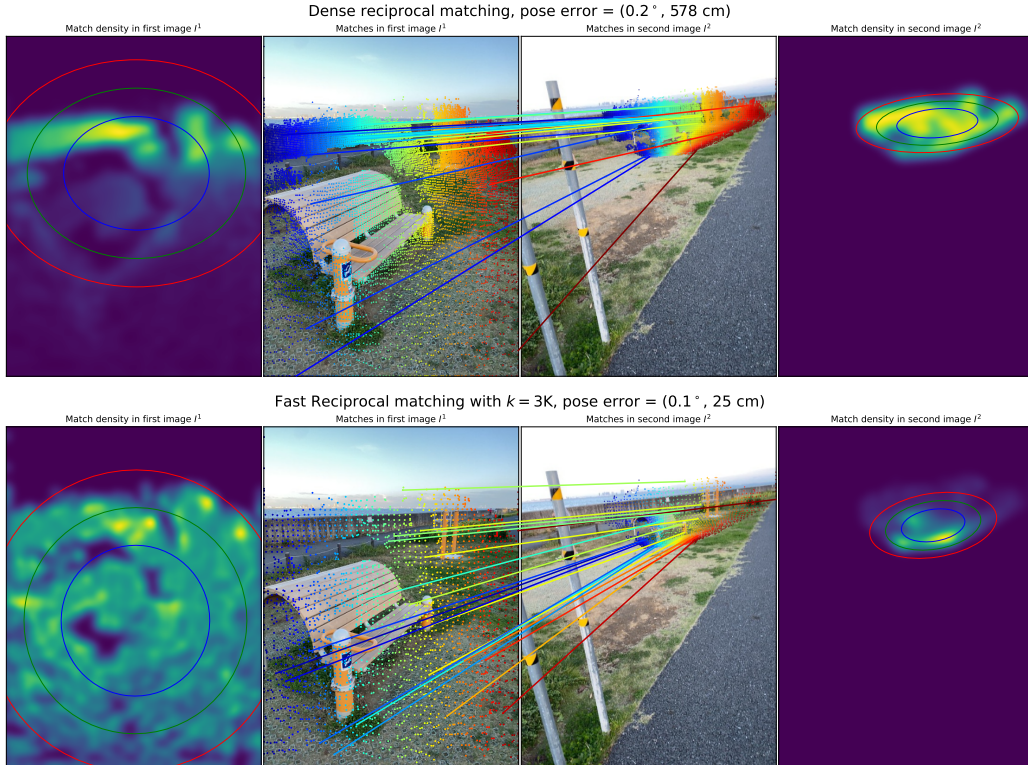 Dense reciprocal matching, pose error = (0.2°, 578 cm)
Match density in first image I¹
Matches in first image I¹
Matches in second image I²
Match density in second image I²
Fast Reciprocal matching with k = 3K, pose error = (0.1°, 25 cm)
Match density in first image I¹
Matches in first image I¹
Matches in second image I²
Match density in second image I²